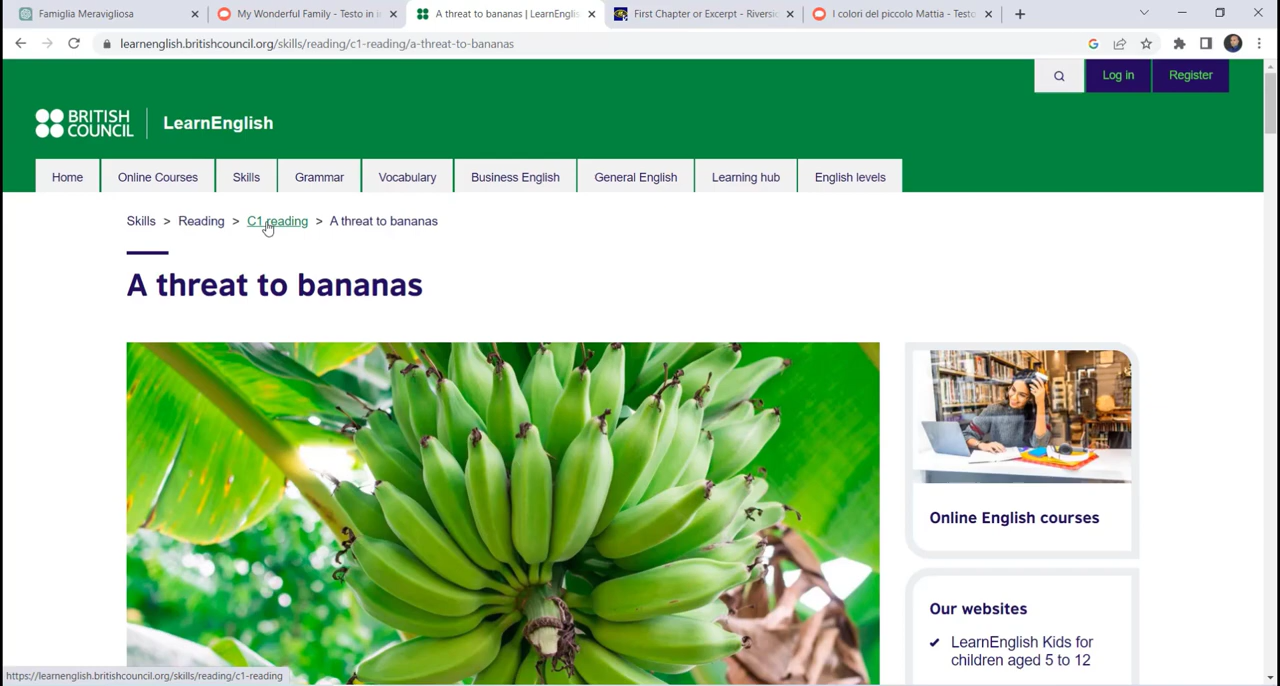 Famiglia Meravigliosa
My Wonderful Family - Testo in i
A threat to bananas | LearnEnglis
First Chapter or Excerpt - Riversi
I colori del piccolo Mattia - Testo
learnenglish.britishcouncil.org/skills/reading/c1-reading/a-threat-to-bananas
Log in
Register
BRITISH
COUNCIL
LearnEnglish
Home
Online Courses
Skills
Grammar
Vocabulary
Business English
General English
Learning hub
English levels
Skills > Reading > C1 reading > A threat to bananas
A threat to bananas
Online English courses
Our websites
LearnEnglish Kids for
children aged 5 to 12
https://learnenglish.britishcouncil.org/skills/reading/c1-reading